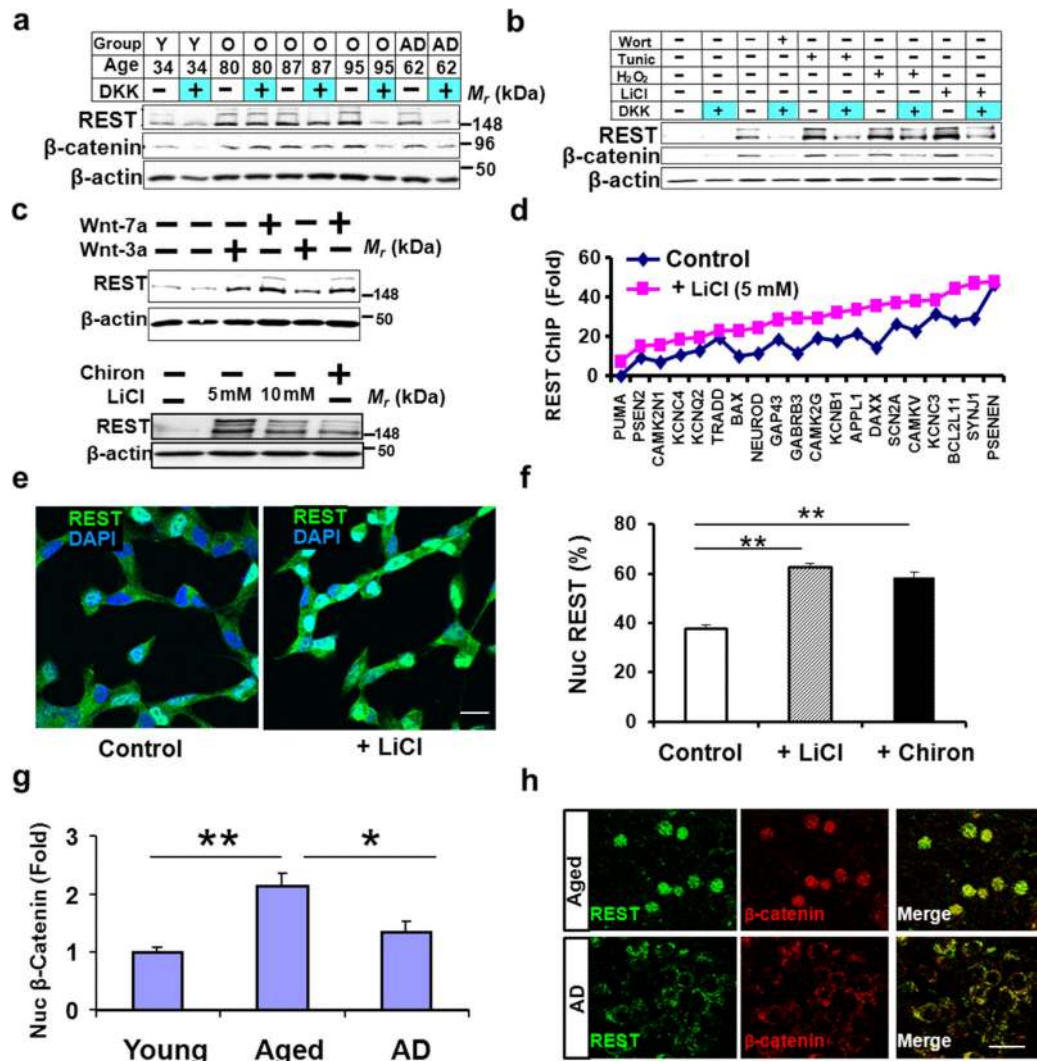 a
Group Y Y O O O O O O AD AD
Age 34 34 80 80 87 87 95 95 62 62
DKK − + − + − + − + − + Mr (kDa)
REST
148
β-catenin
96
β-actin
50
b
Wort − − − + − − − − − −
Tunic − − − − + + − − − −
H2O2 − − − − − − + + − −
LiCl − − − − − − − − + +
DKK − + − + − + − + − +
REST
β-catenin
β-actin
c
Wnt-7a − − − + − +
Wnt-3a − − + − + − Mr (kDa)
REST
148
β-actin
50
Chiron − − − +
LiCl − 5 mM 10 mM − Mr (kDa)
REST
148
β-actin
50
d
REST ChIP (Fold)
60
40
20
0
Control
+ LiCl (5 mM)
PUMA
PSEN2
CAMK2N1
KCNC4
KCNQ2
TRADD
BAX
NEUROD
GAP43
GABRB3
CAMK2G
KCNB1
APPL1
DAXX
SCN2A
CAMKV
KCNC3
BCL2L11
SYNJ1
PSENEN
e
REST
DAPI
REST
DAPI
Control
+ LiCl
f
Nuc REST (%)
80
60
40
20
0
**
**
Control
+ LiCl
+ Chiron
g
Nuc β-Catenin (Fold)
3
2
1
0
**
*
Young
Aged
AD
h
Aged
REST
β-catenin
Merge
AD
REST
β-catenin
Merge